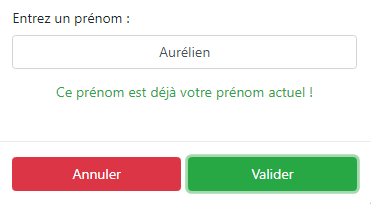 Entrez un prénom :
Aurélien
Ce prénom est déjà votre prénom actuel !
Annuler
Valider